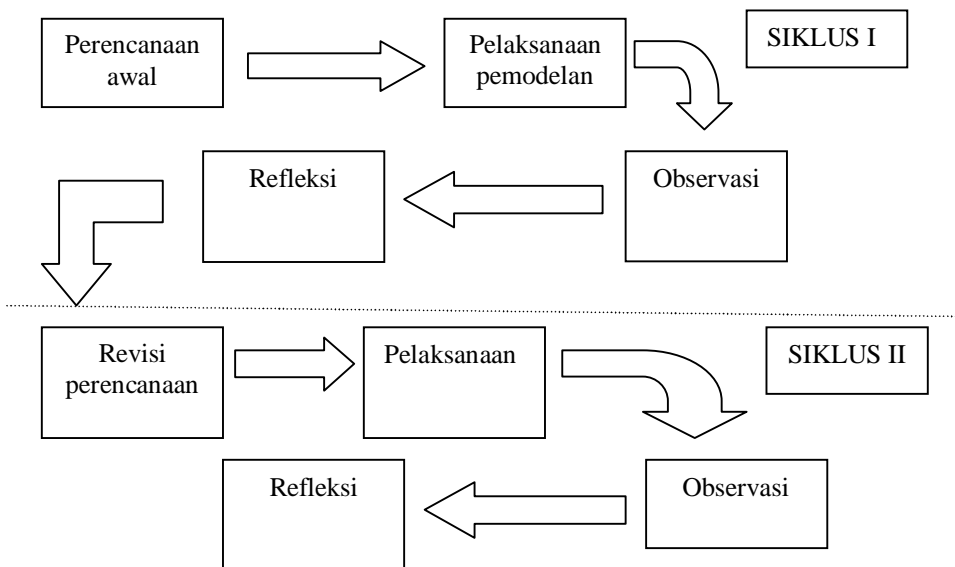 Perencanaan
awal
Pelaksanaan
pemodelan
SIKLUS I
Refleksi
Observasi
Revisi
perencanaan
Pelaksanaan
SIKLUS II
Refleksi
Observasi